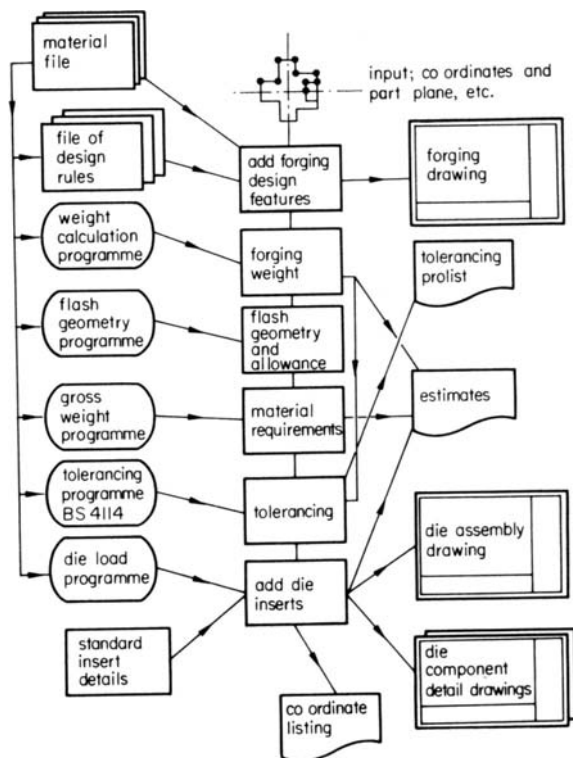 material
file
input; co ordinates and
part plane, etc.
file of
design
rules
add forging
design
features
forging
drawing
weight
calculation
programme
forging
weight
tolerancing
prolist
flash
geometry
programme
flash
geometry
and
allowance
gross
weight
programme
material
requirements
estimates
tolerancing
programme
BS 4114
tolerancing
die assembly
drawing
die load
programme
add die
inserts
standard
insert
details
die
component
detail drawings
co ordinate
listing